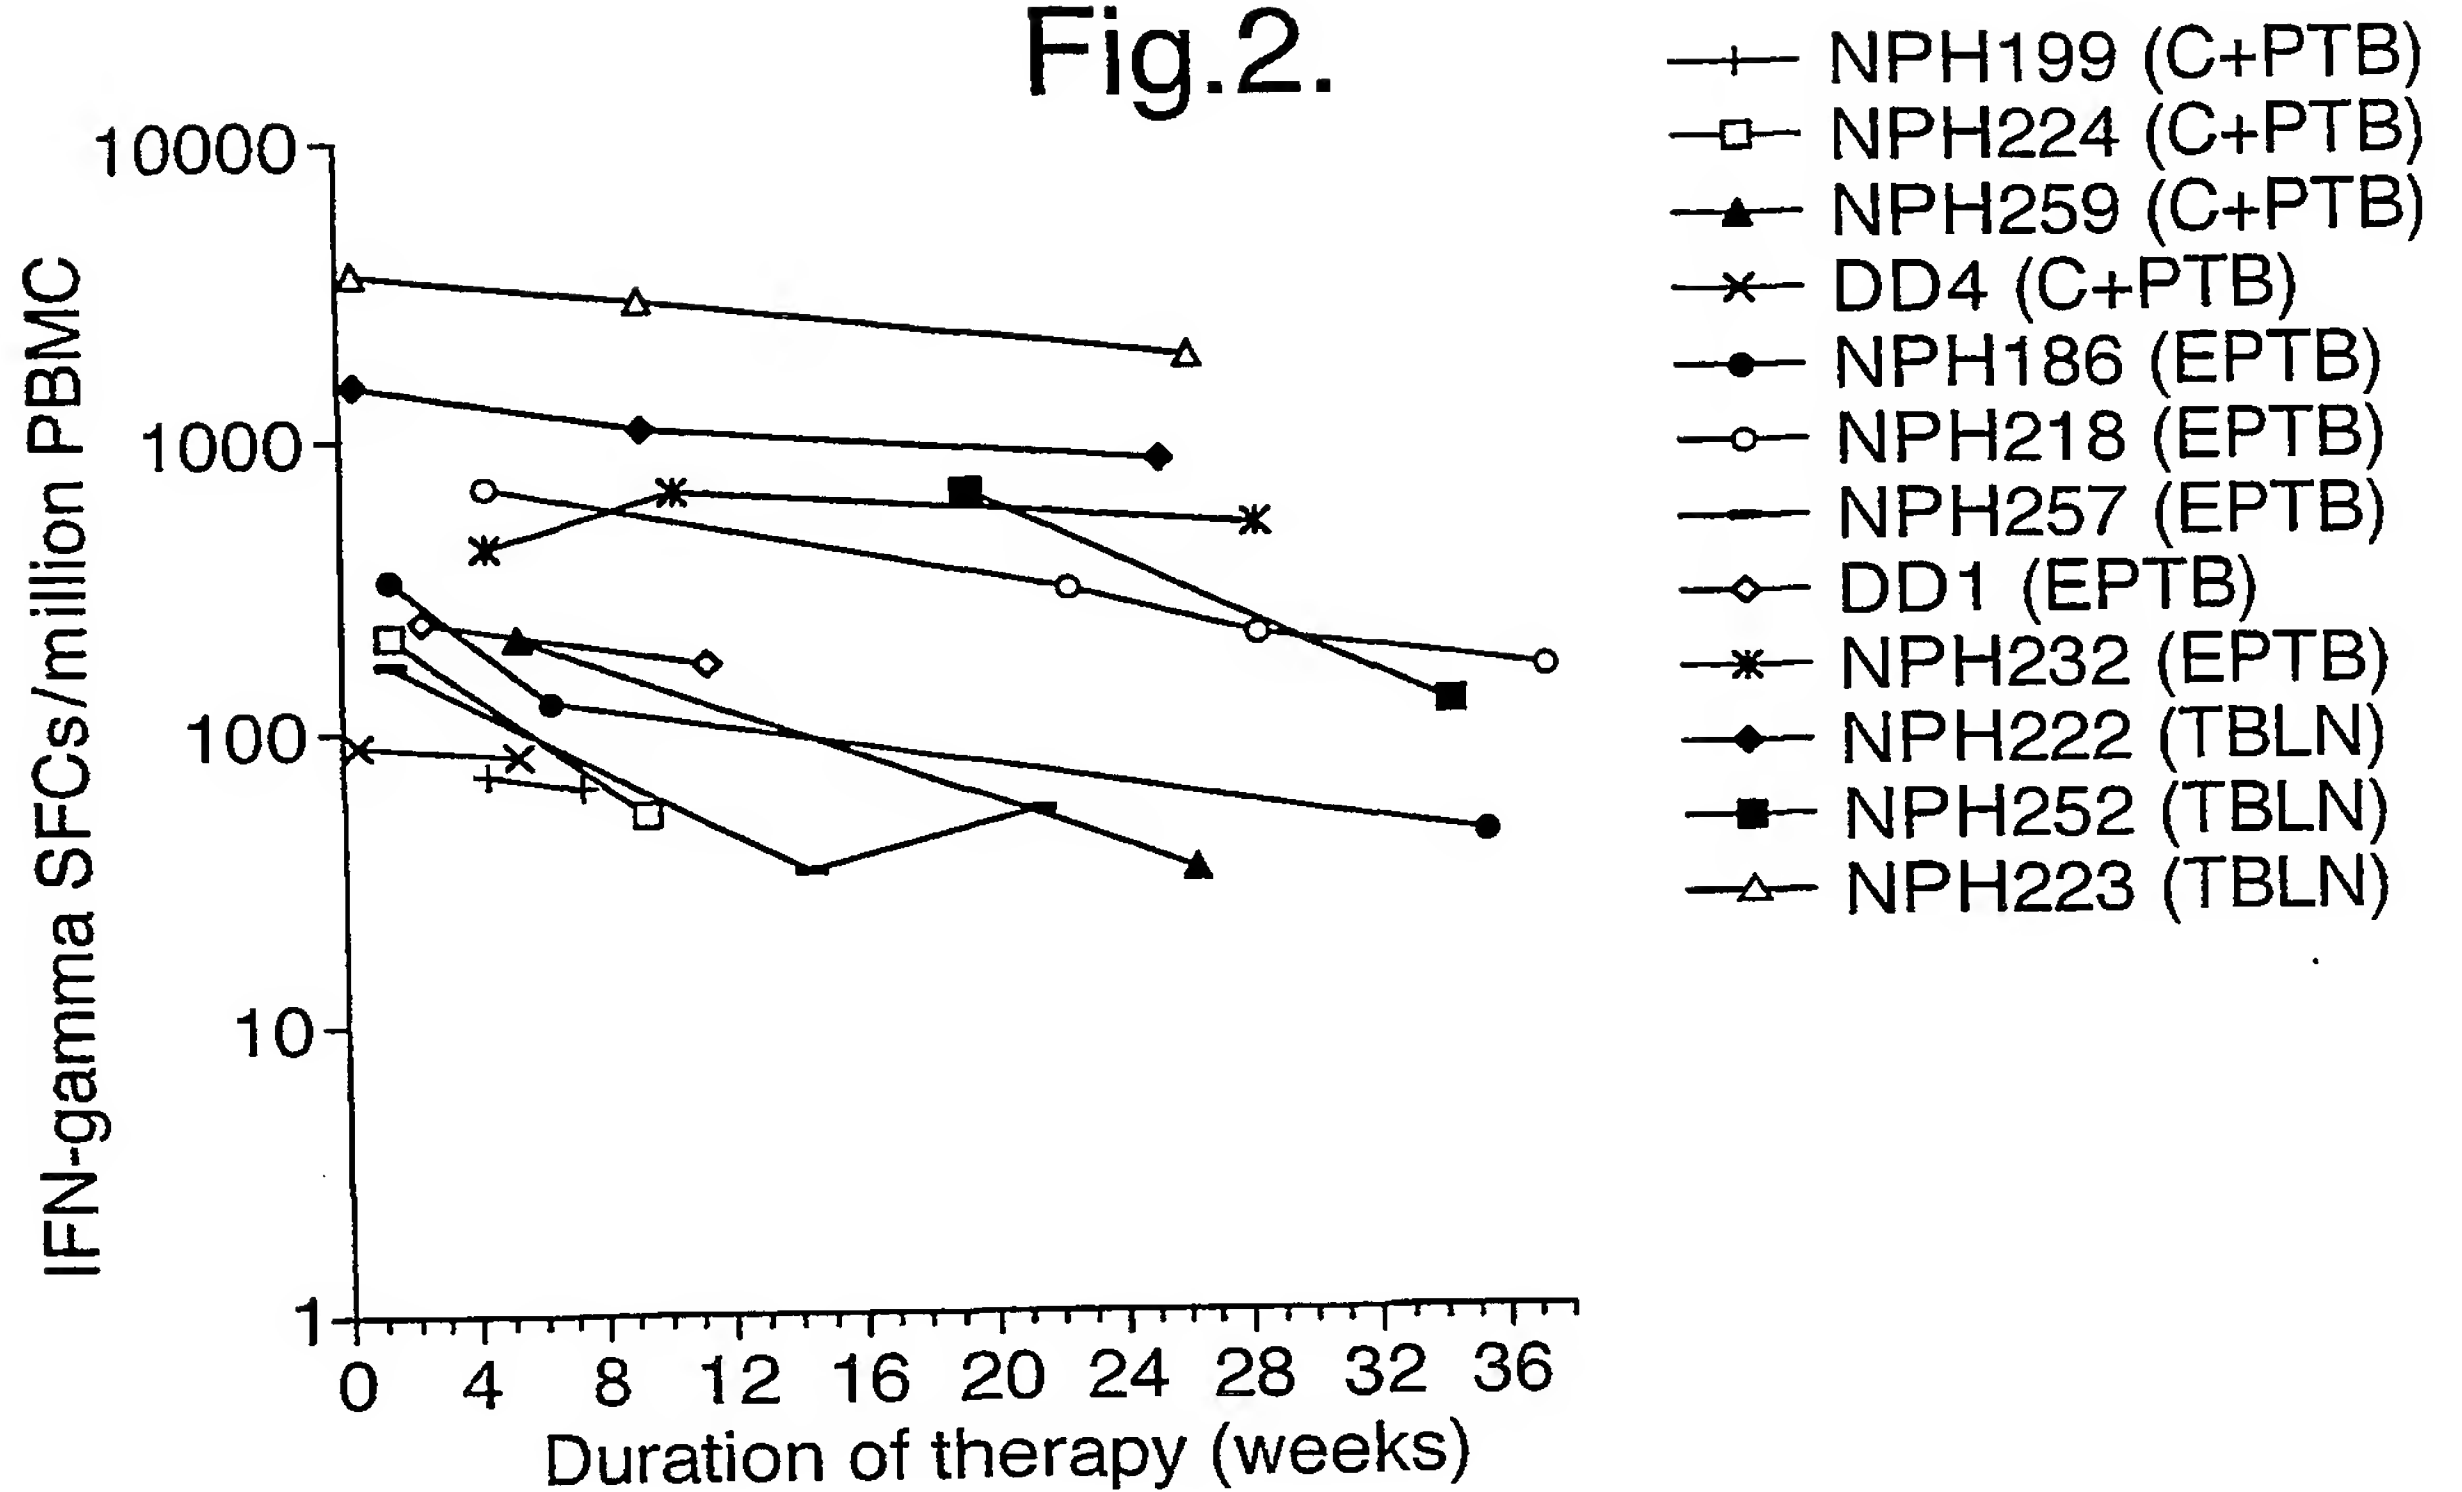 Fig.2.
NPH199 (C+PTB)
NPH224 (C+PTB)
NPH259 (C+PTB)
DD4 (C+PTB)
NPH186 (EPTB)
NPH218 (EPTB)
NPH257 (EPTB)
DD1 (EPTB)
NPH232 (EPTB)
NPH222 (TBLN)
NPH252 (TBLN)
NPH223 (TBLN)
IFN-gamma SFCs/million PBMC
10000
1000
100
10
1
0 4 8 12 16 20 24 28 32 36
Duration of therapy (weeks)